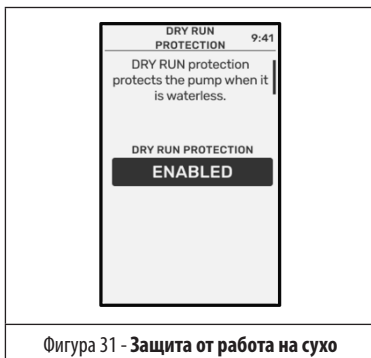 DRY RUN
PROTECTION
9:41
DRY RUN protection
protects the pump when it
is waterless.
DRY RUN PROTECTION
ENABLED
Фигура 31 - Защита от работа на сухо